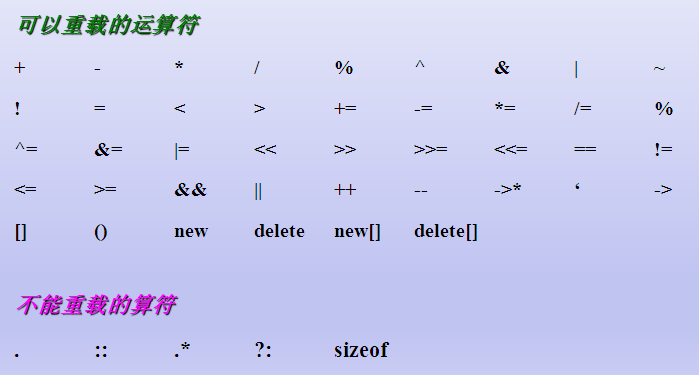 可以重载的运算符
+ - * / % ^ & | ~
! = < > += -= *= /= %
^= &= |= << >> >>= <<= == !=
<= >= && || ++ -- ->* ‘ ->
[] () new delete new[] delete[]
不能重载的算符
. :: .* ?: sizeof